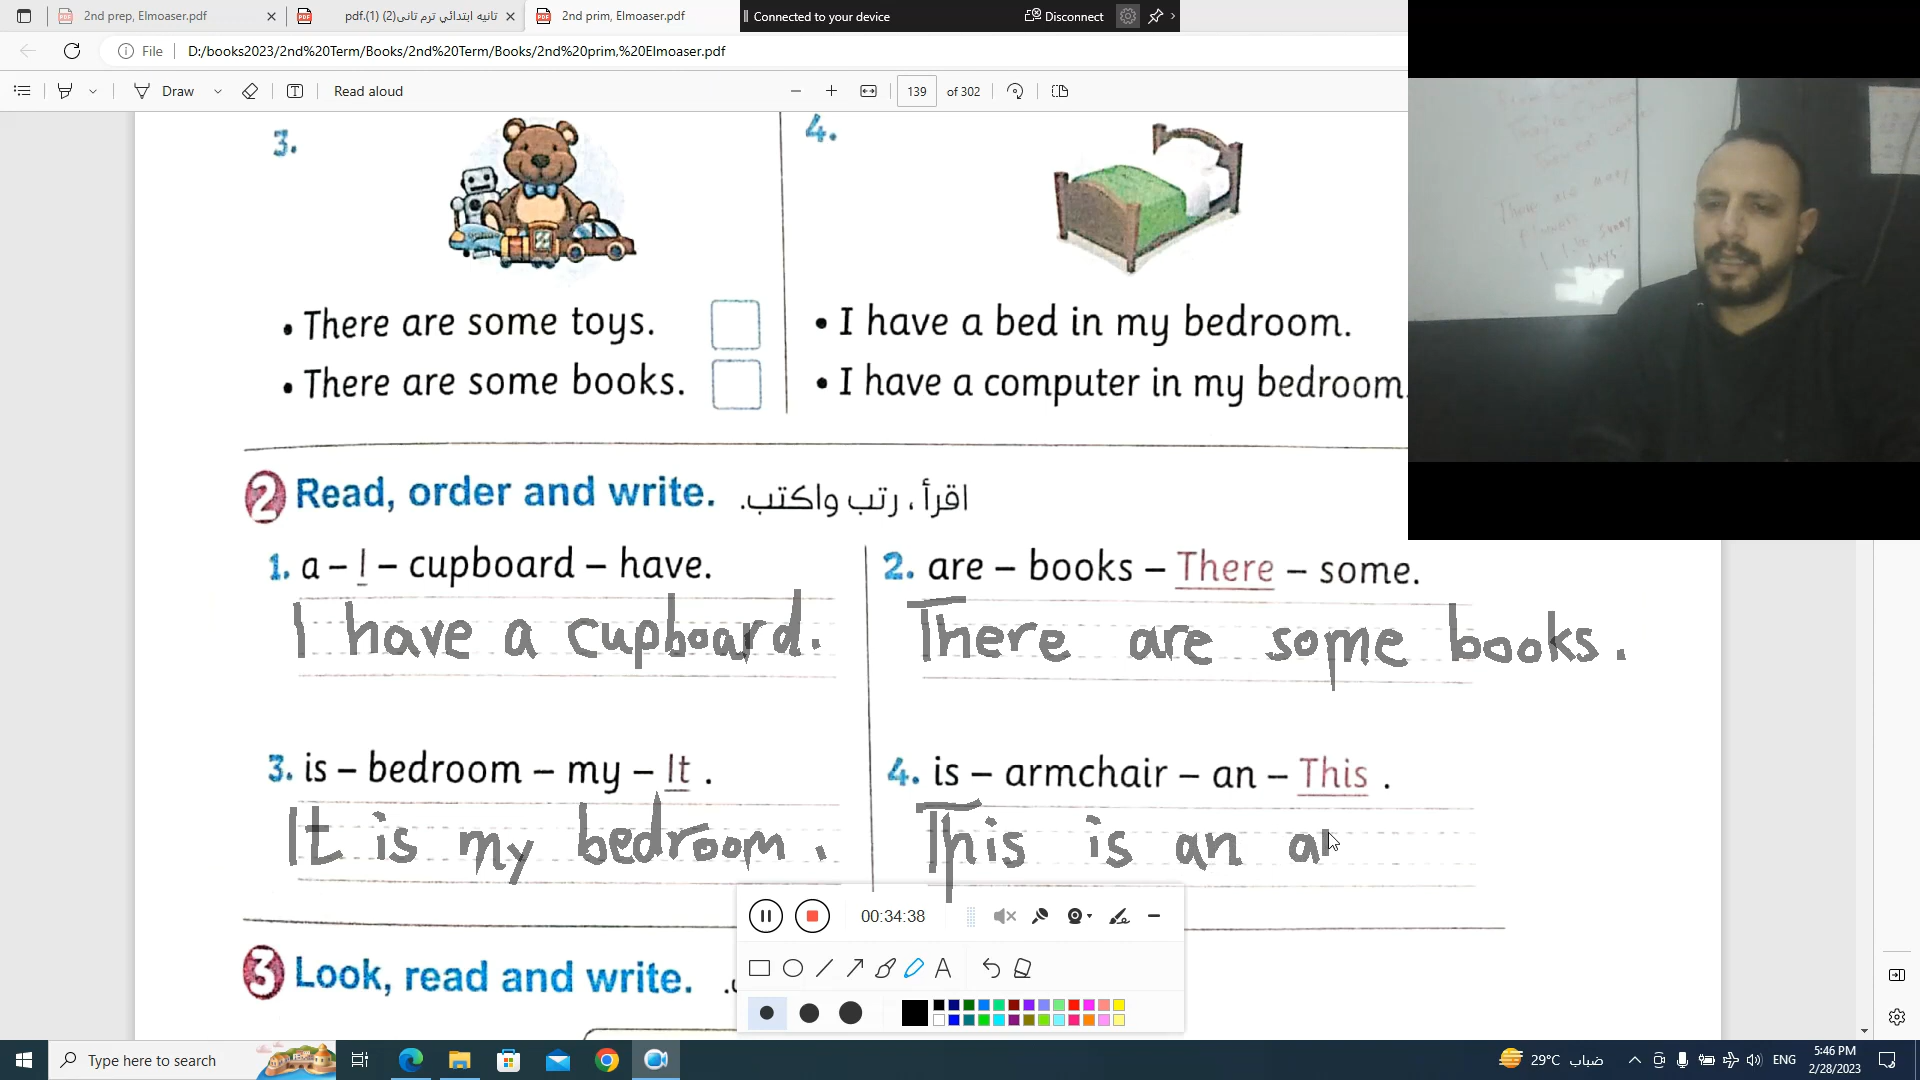 2nd prep, Elmoaser.pdf
تانيه ابتدائي ترم تانى(2) (1).pdf
2nd prim, Elmoaser.pdf
Connected to your device
Disconnect
File
D:/books2023/2nd%20Term/Books/2nd%20Term/Books/2nd%20prim,%20Elmoaser.pdf
Draw
Read aloud
139
of 302
3.
4.
• There are some toys.
• There are some books.
• I have a bed in my bedroom.
• I have a computer in my bedroom.
2 Read, order and write. اقرأ ، رتب واكتب.
1. a – I – cupboard – have.
I have a cupboard.
2. are – books – There – some.
There are some books.
3. is – bedroom – my – It .
It is my bedroom.
4. is – armchair – an – This .
This is an ar
3 Look, read and write.
00:34:38
A
Type here to search
29°C ضباب
ENG
5:46 PM
2/28/2023